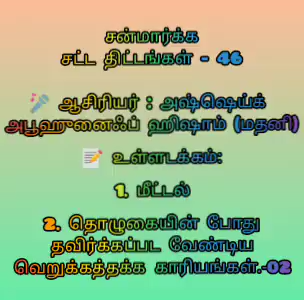 சன்மார்க்க
சட்ட திட்டங்கள் - 46
🎤 ஆசிரியர் : அஷ்ஷெய்க்
அபூஹுனைஃப் ஹிஷாம் (மதனி)
📝 உள்ளடக்கம்:
1. மீட்டல்
2. தொழுகையின் போது
தவிர்க்கப்பட வேண்டிய
வெறுக்கத்தக்க காரியங்கள்.-02